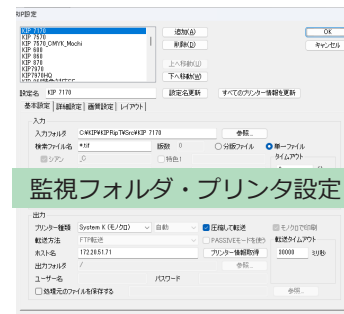 RIP設定
KIP 7170
KIP 7570
KIP 7570_CMYK_Mochi
KIP 600
KIP 860
KIP 870
KIP7970
KIP7970HQ
追加(A)
削除(D)
上へ移動(U)
下へ移動(W)
OK
キャンセル
設定名 KIP 7170
設定名更新
すべてのプリンター情報を更新
基本設定 詳細設定 画質設定 レイアウト
入力
入力フォルダ C:¥KIP¥KIPRipT¥Src¥KIP 7170
参照...
検索ファイル名 *.tif
版数 0
分版ファイル
単一ファイル
シアン _C
特色1
タイムアウト
監視フォルダ・プリンタ設定
出力
プリンター種類 System K (モノクロ) 自動
圧縮して転送
モノクロで印刷
転送方法 FTP転送
PASSIVEモードを使う
転送タイムアウト
ホスト名 172.20.51.71
プリンター情報取得
30000 ミリ秒
出力フォルダ /
参照...
ユーザー名
パスワード
処理元のファイルを保存する
参照...